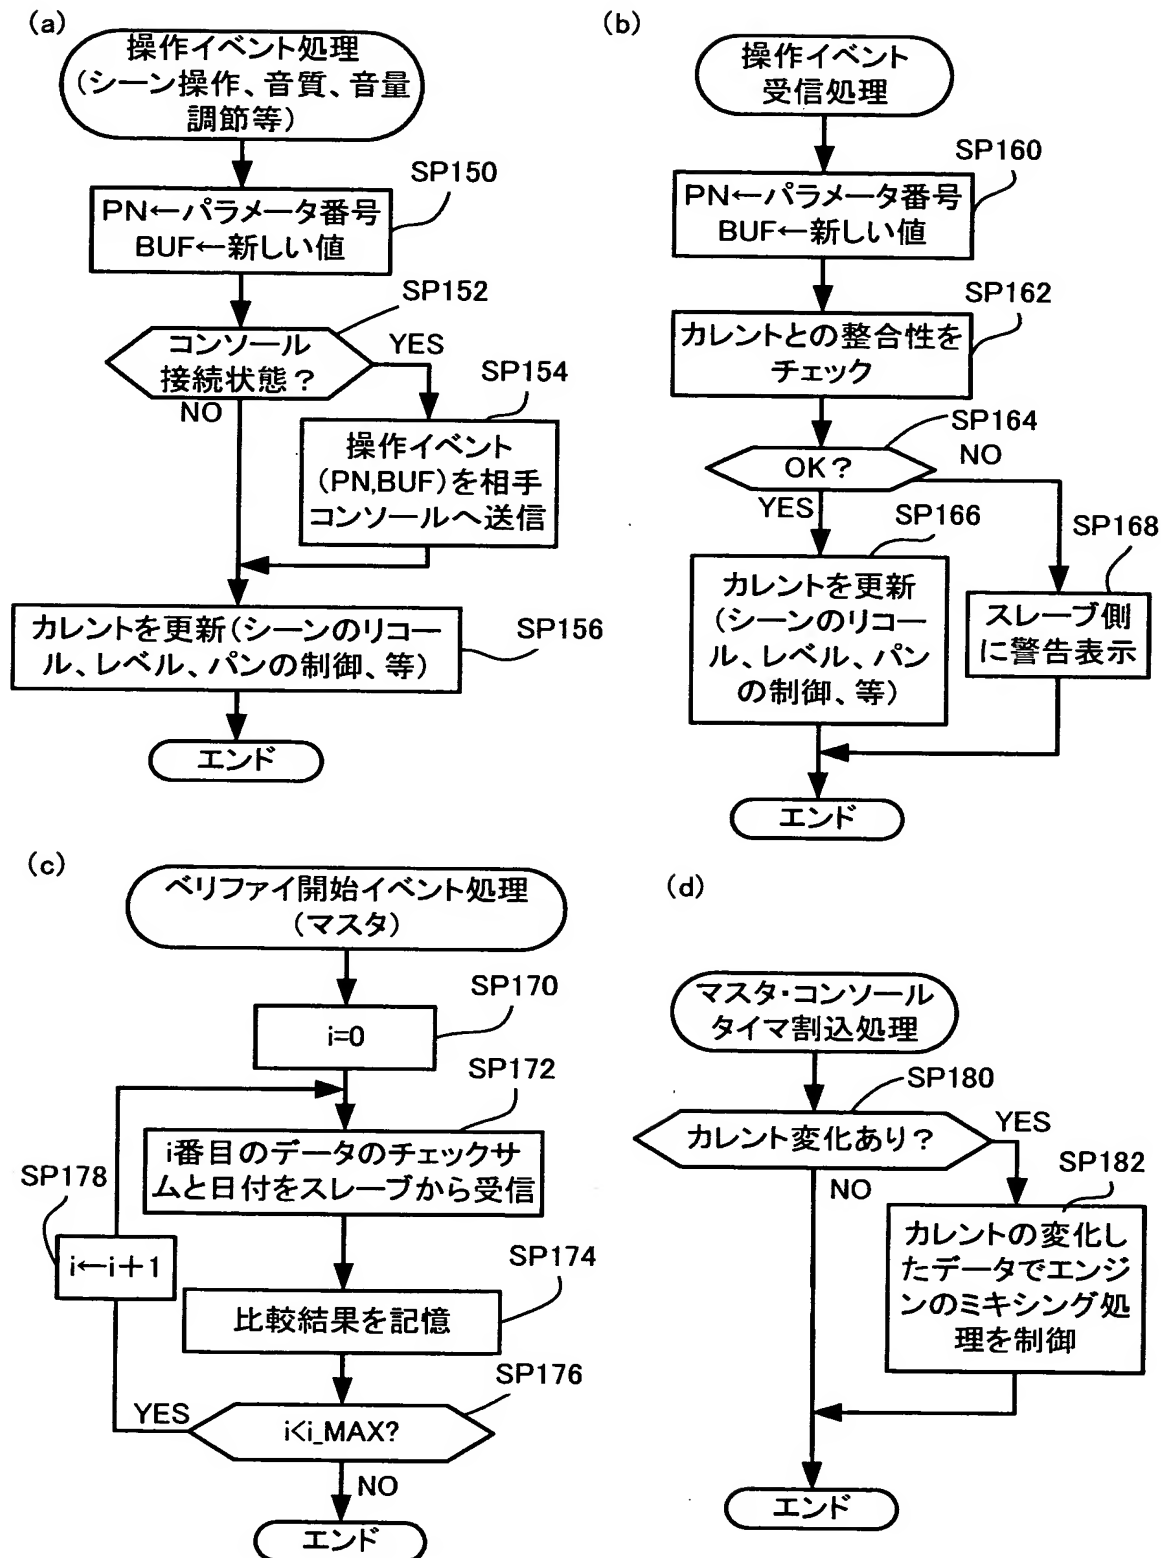 (a)
操作イベント処理
(シーン操作、音質、音量
調節等)
SP150
PN←パラメータ番号
BUF←新しい値
SP152
コンソール
接続状態?
YES
NO
SP154
操作イベント
(PN,BUF)を相手
コンソールへ送信
カレントを更新(シーンのリコー
ル、レベル、パンの制御、等)
SP156
エンド
(b)
操作イベント
受信処理
SP160
PN←パラメータ番号
BUF←新しい値
SP162
カレントとの整合性を
チェック
SP164
OK?
NO
YES
SP166
カレントを更新
(シーンのリコー
ル、レベル、パン
の制御、等)
SP168
スレーブ側
に警告表示
エンド
(c)
ベリファイ開始イベント処理
(マスタ)
SP170
i=0
SP172
i番目のデータのチェックサ
ムと日付をスレーブから受信
SP178
i←i+1
SP174
比較結果を記憶
SP176
i<i_MAX?
YES
NO
エンド
(d)
マスタ・コンソール
タイマ割込処理
SP180
カレント変化あり?
YES
NO
SP182
カレントの変化し
たデータでエンジ
ンのミキシング処
理を制御
エンド